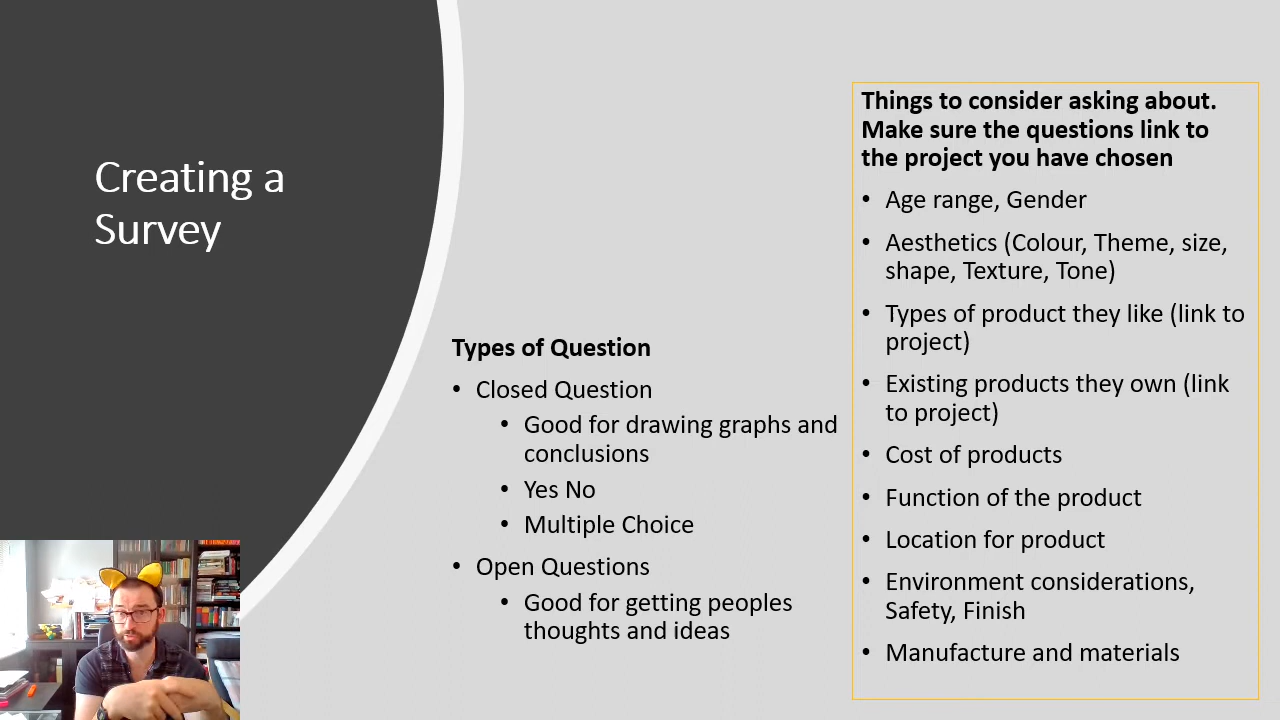 Creating a
Survey
Types of Question
• Closed Question
• Good for drawing graphs and
conclusions
• Yes No
• Multiple Choice
• Open Questions
• Good for getting peoples
thoughts and ideas
Things to consider asking about.
Make sure the questions link to
the project you have chosen
• Age range, Gender
• Aesthetics (Colour, Theme, size,
shape, Texture, Tone)
• Types of product they like (link to
project)
• Existing products they own (link
to project)
• Cost of products
• Function of the product
• Location for product
• Environment considerations,
Safety, Finish
• Manufacture and materials